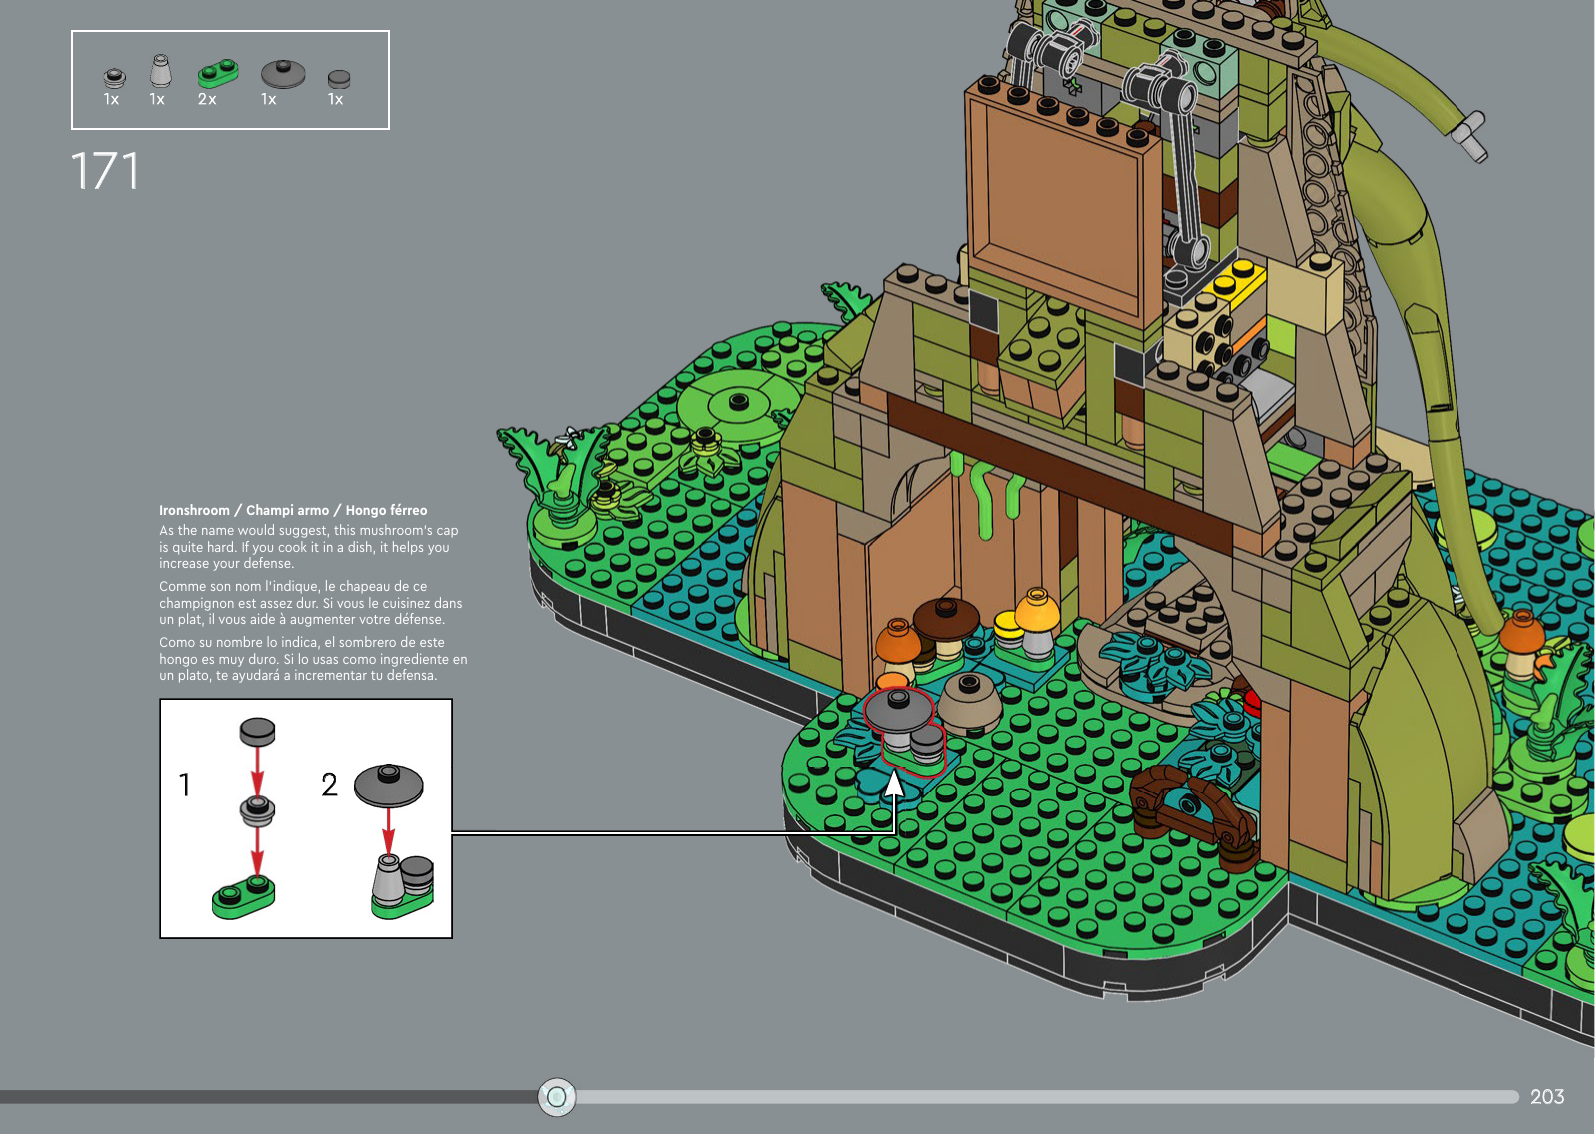 1x 1x 2x 1x 1x
171
Ironshroom / Champi armo / Hongo férreo
As the name would suggest, this mushroom's cap
is quite hard. If you cook it in a dish, it helps you
increase your defense.
Comme son nom l'indique, le chapeau de ce
champignon est assez dur. Si vous le cuisinez dans
un plat, il vous aide à augmenter votre défense.
Como su nombre lo indica, el sombrero de este
hongo es muy duro. Si lo usas como ingrediente en
un plato, te ayudará a incrementar tu defensa.
1 2
203